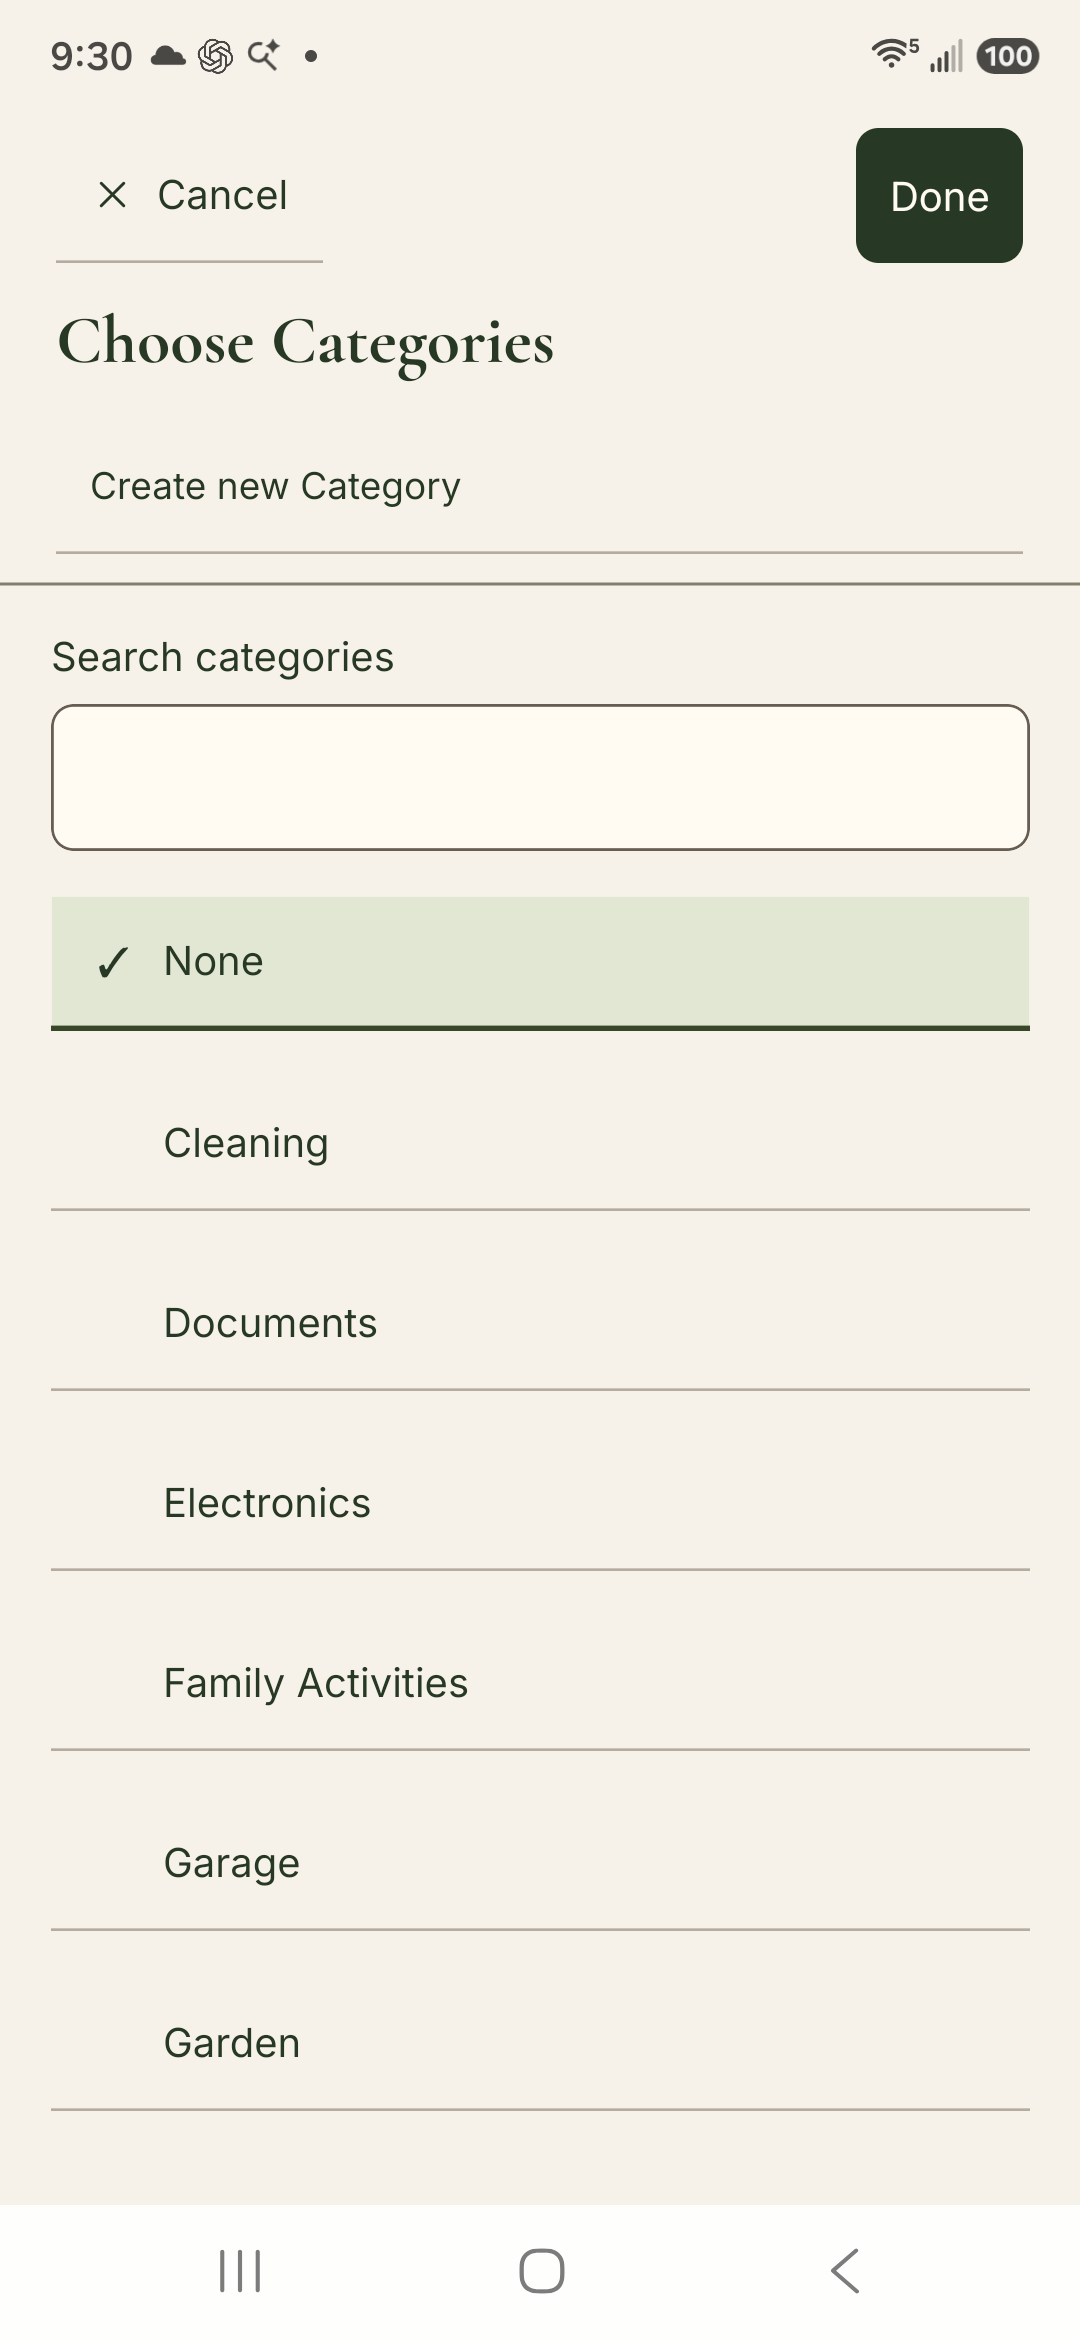 9:30 5 100
Cancel Done
Choose Categories
Create new Category
Search categories
✓ None
Cleaning
Documents
Electronics
Family Activities
Garage
Garden